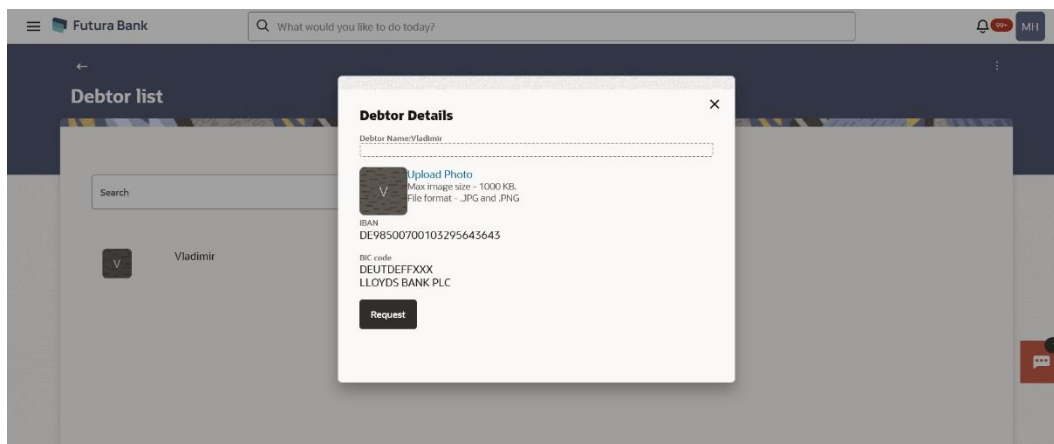 Futura Bank
What would you like to do today?
99+
MH
Debtor list
Search
V
Vladimir
Debtor Details
Debtor Name:Vladimir
V
Upload Photo
Max image size - 1000 KB.
File format - .JPG and .PNG
IBAN
DE98500700103295643643
BIC code
DEUTDEFFXXX
LLOYDS BANK PLC
Request